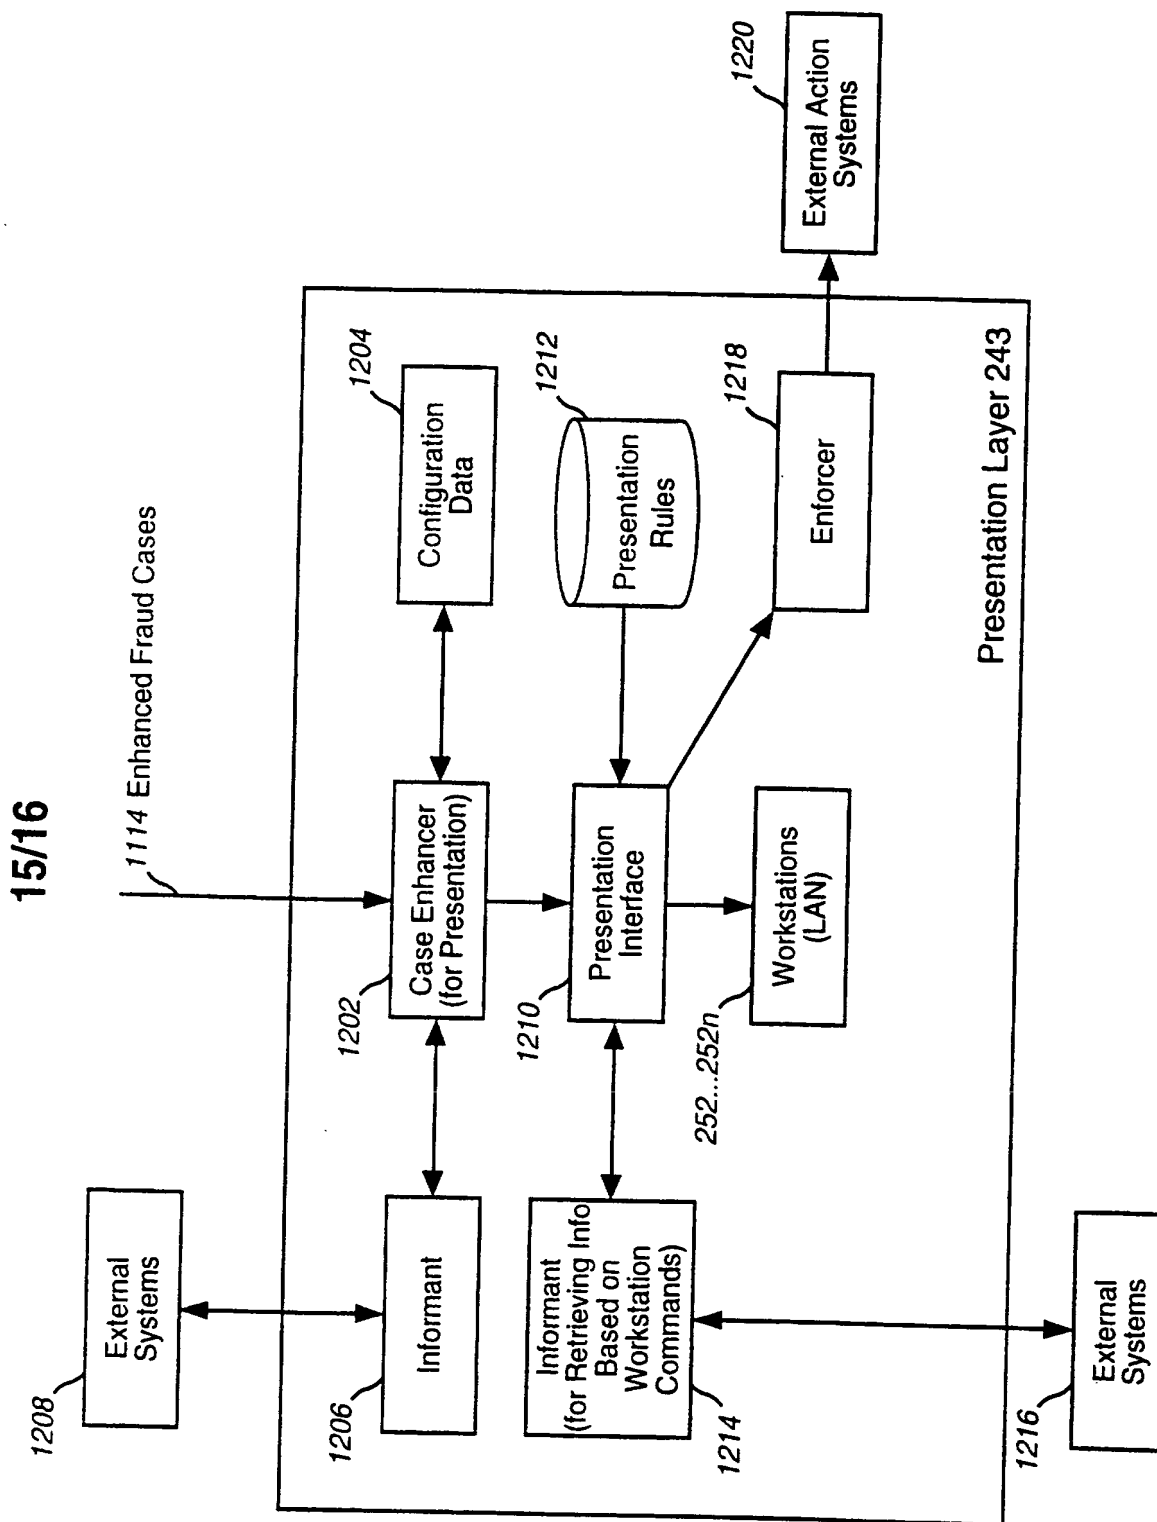 15/16
1114 Enhanced Fraud Cases
1208
External
Systems
1206
Informant
1202
Case Enhancer
(for Presentation)
1204
Configuration
Data
1214
Informant
(for Retrieving Info
Based on
Workstation
Commands)
1210
Presentation
Interface
1212
Presentation
Rules
252...252n
Workstations
(LAN)
1218
Enforcer
1220
External Action
Systems
Presentation Layer 243
1216
External
Systems